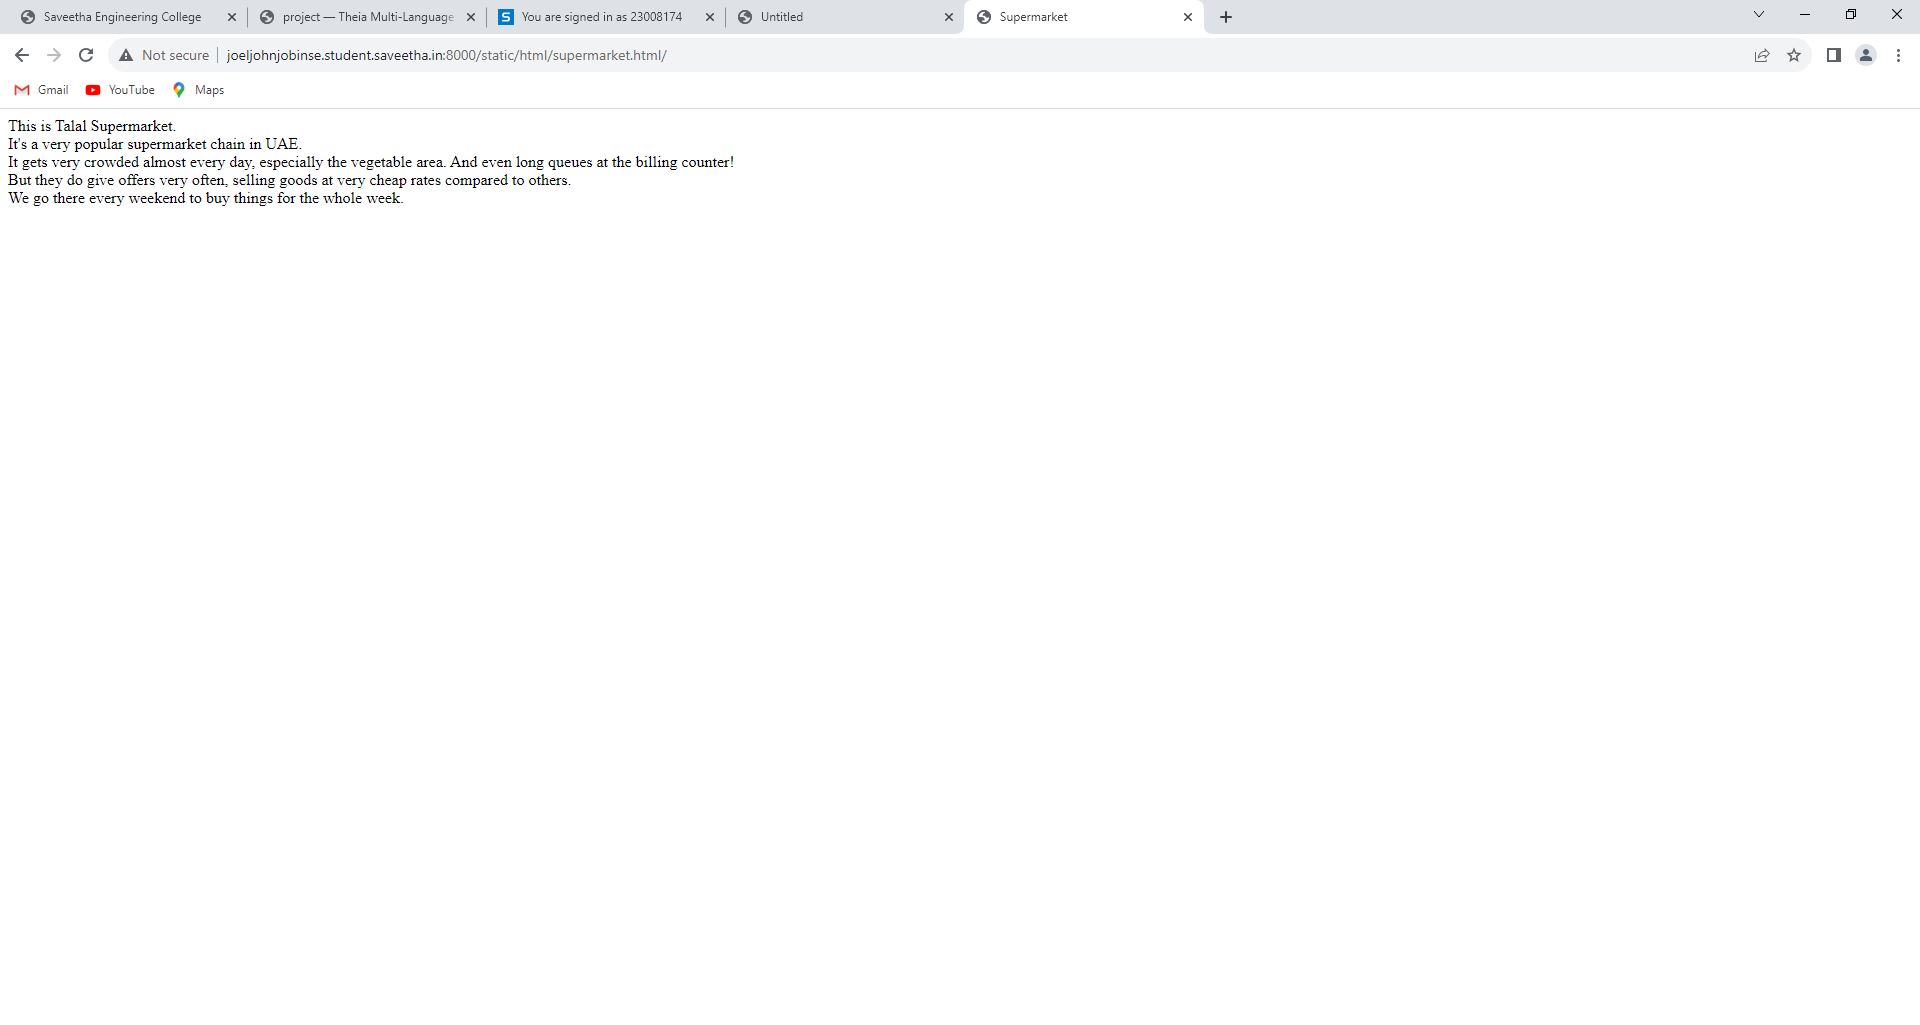 Saveetha Engineering College
project — Theia Multi-Language
You are signed in as 23008174
Untitled
Supermarket
Not secure
joeljohnjobinse.student.saveetha.in:8000/static/html/supermarket.html/
Gmail
YouTube
Maps
This is Talal Supermarket.
It's a very popular supermarket chain in UAE.
It gets very crowded almost every day, especially the vegetable area. And even long queues at the billing counter!
But they do give offers very often, selling goods at very cheap rates compared to others.
We go there every weekend to buy things for the whole week.